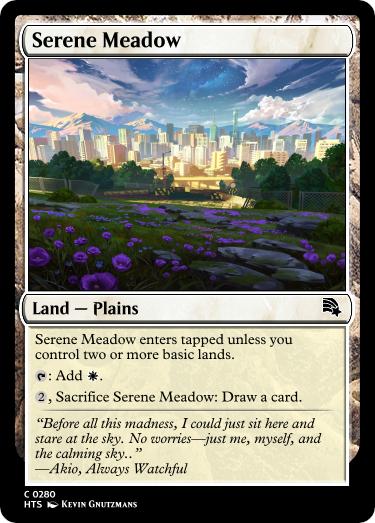 Serene Meadow
Land — Plains
Serene Meadow enters tapped unless you
control two or more basic lands.
: Add .
2, Sacrifice Serene Meadow: Draw a card.
“Before all this madness, I could just sit here and
stare at the sky. No worries—just me, myself, and
the calming sky..”
—Akio, Always Watchful
C 0280
HTS Kevin Gnutzmans